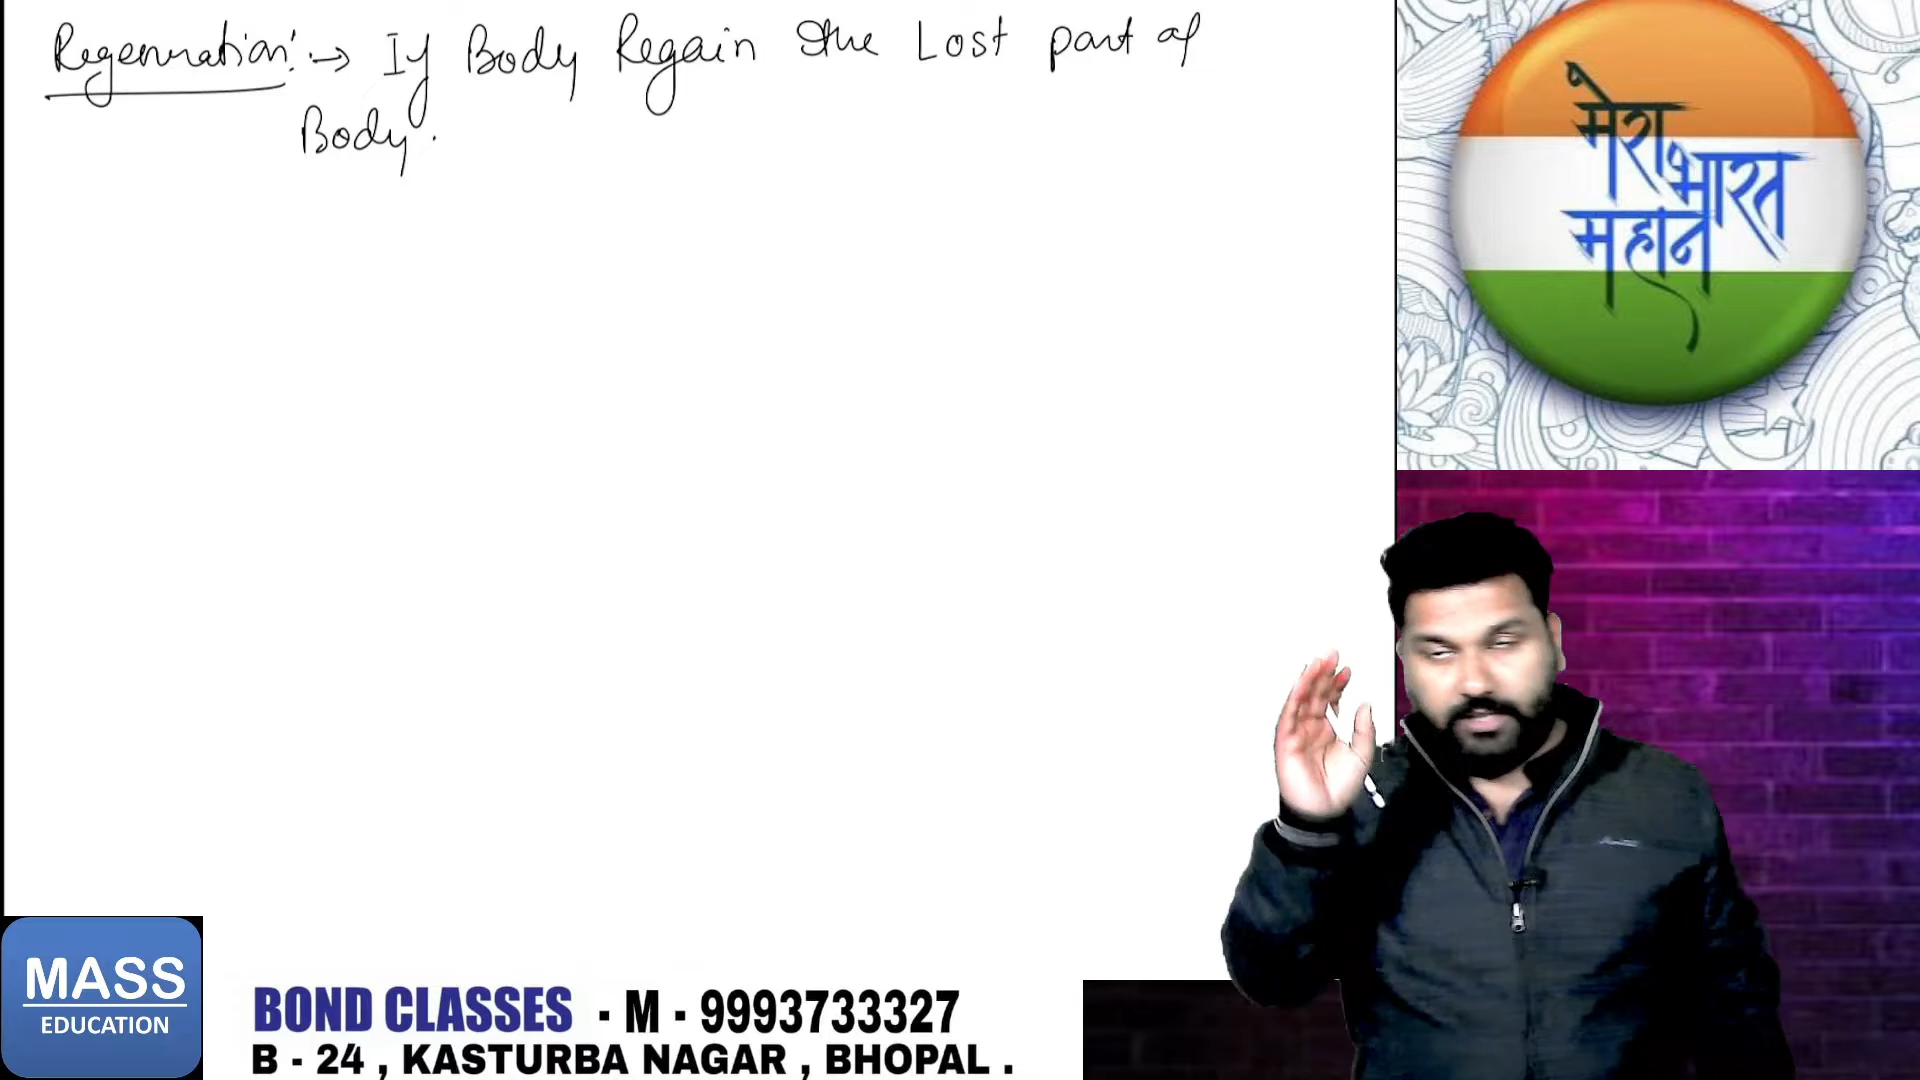 Regenration:→ If Body Regain the Lost part of
Body.
मेरा
भारत
महान
MASS
EDUCATION
BOND CLASSES - M - 9993733327
B - 24 , KASTURBA NAGAR , BHOPAL .